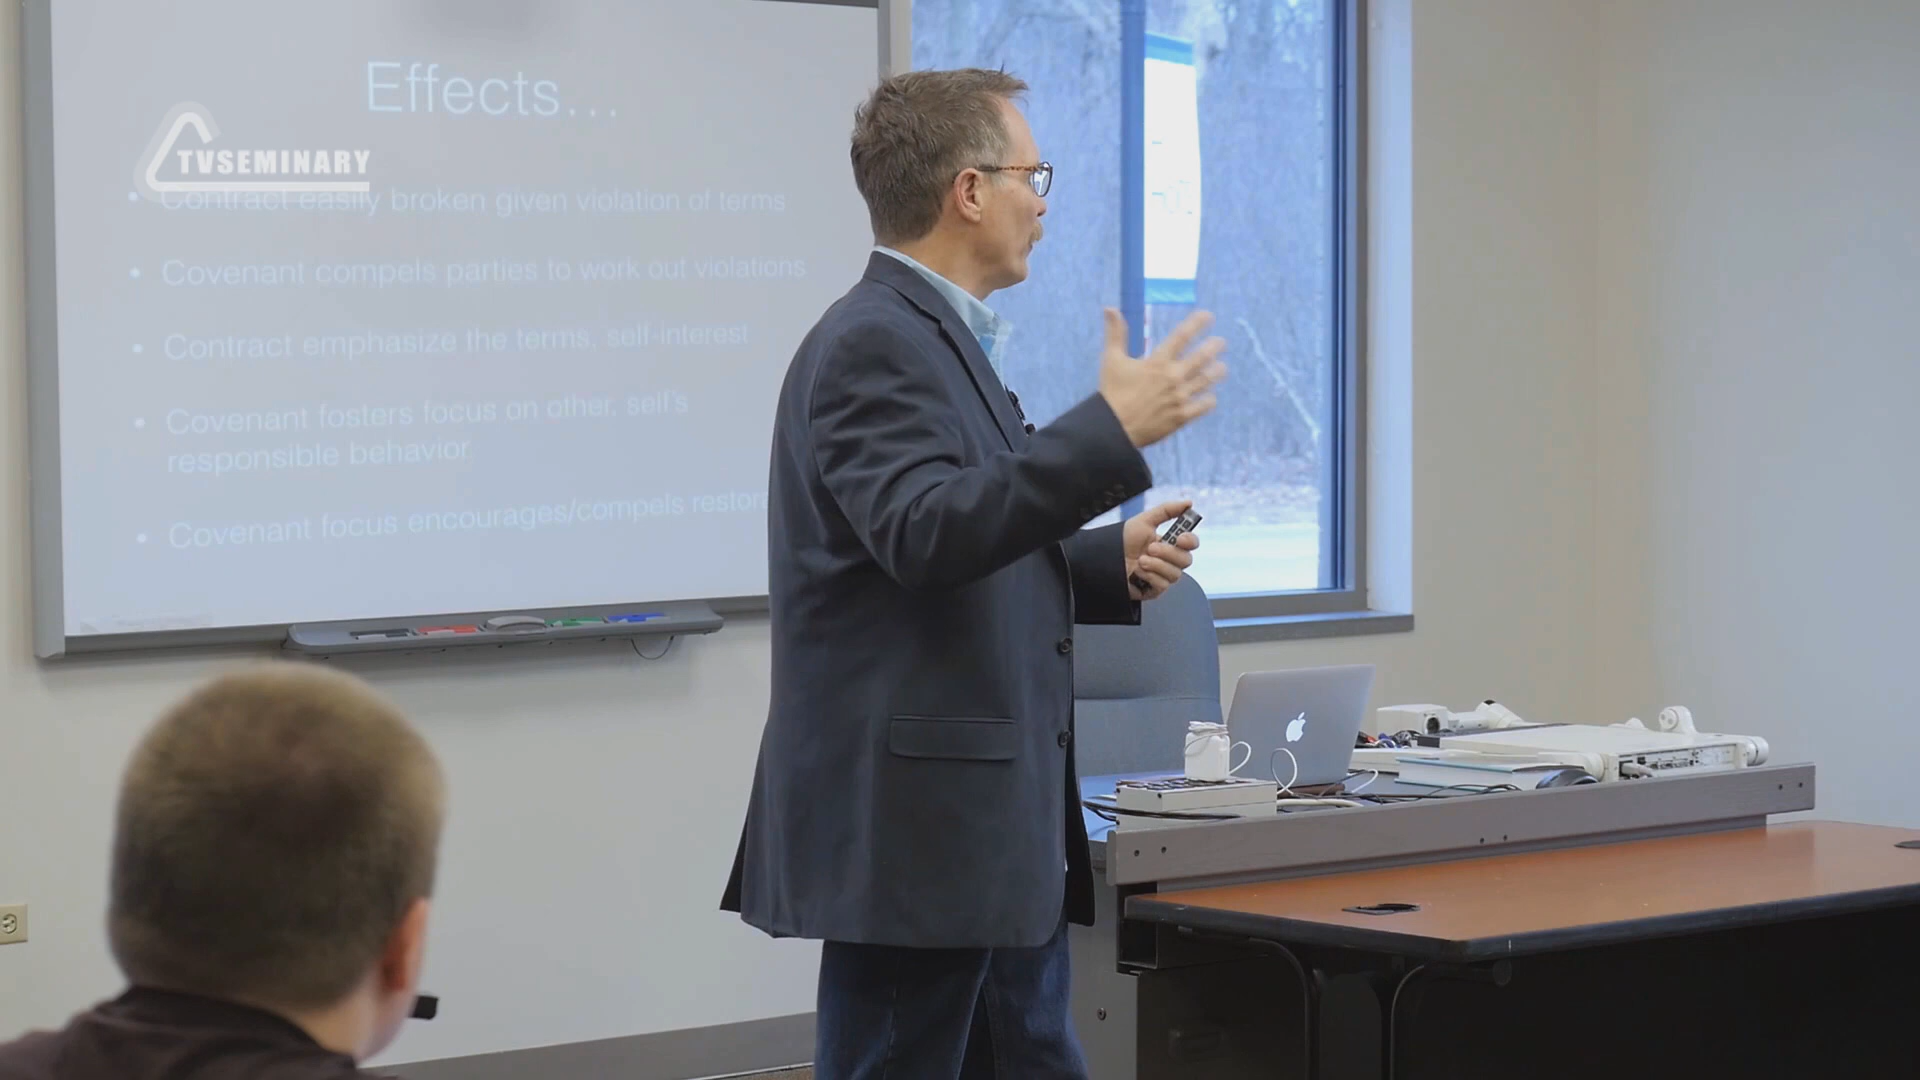 Effects...
TVSEMINARY
• Contract easily broken given violation of terms
• Covenant compels parties to work out violations
• Contract emphasize the terms, self-interest
• Covenant fosters focus on other, self's
responsible behavior
• Covenant focus encourages/compels